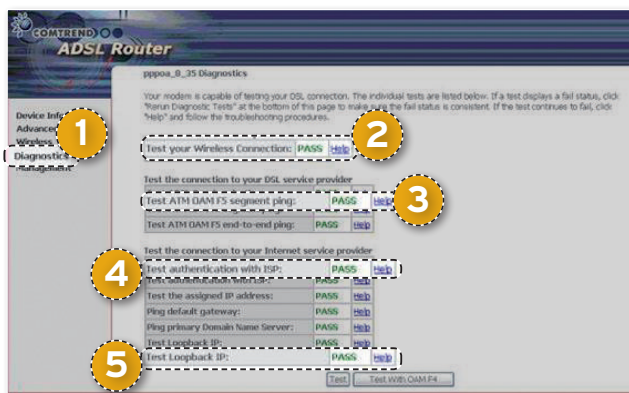 COMTREND
ADSL Router
pppoa_0_35 Diagnostics
Your modem is capable of testing your DSL connection. The individual tests are listed below. If a test displays a fail status, click
"Rerun Diagnostic Tests" at the bottom of this page to make sure the fail status is consistent. If the test continues to fail, click
"Help" and follow the troubleshooting procedures.
Device Info
Advanced
Wireless
Diagnostics
Management
1
Test your Wireless Connection: PASS Help
2
Test the connection to your DSL service provider
Test ATM OAM F5 segment ping: PASS Help
3
Test ATM OAM F5 end-to-end ping: PASS Help
Test the connection to your Internet service provider
4
Test authentication with ISP: PASS Help
Test authentication with ISP: PASS Help
Test the assigned IP address: PASS Help
Ping default gateway: PASS Help
Ping primary Domain Name Server: PASS Help
Test Loopback IP: PASS Help
5
Test Loopback IP: PASS Help
Test Test With OAM F4